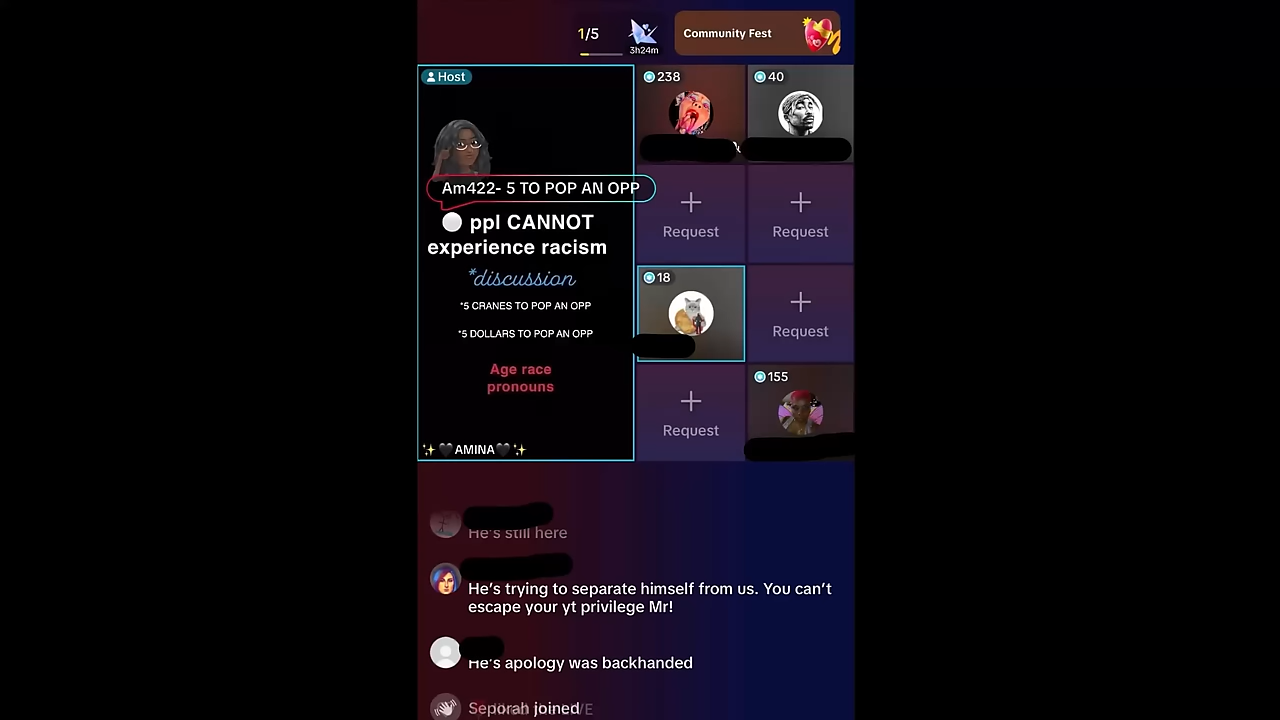 1/5
3h24m
Community Fest
Host
238
40
Am422- 5 TO POP AN OPP
ppl CANNOT
experience racism
*discussion
*5 CRANES TO POP AN OPP
*5 DOLLARS TO POP AN OPP
Age race
pronouns
✨🖤AMINA🖤✨
+
Request
+
Request
18
+
Request
+
Request
155
He's still here
He's trying to separate himself from us. You can't
escape your yt privilege Mr!
He's apology was backhanded
Seporah joined